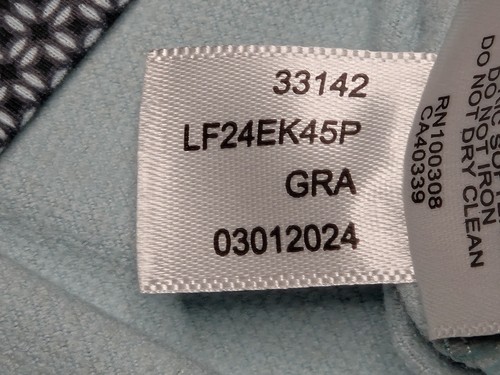 33142
LF24EK45P
GRA
03012024
DO NOT IRON
DO NOT DRY CLEAN
RN100308
CA40339